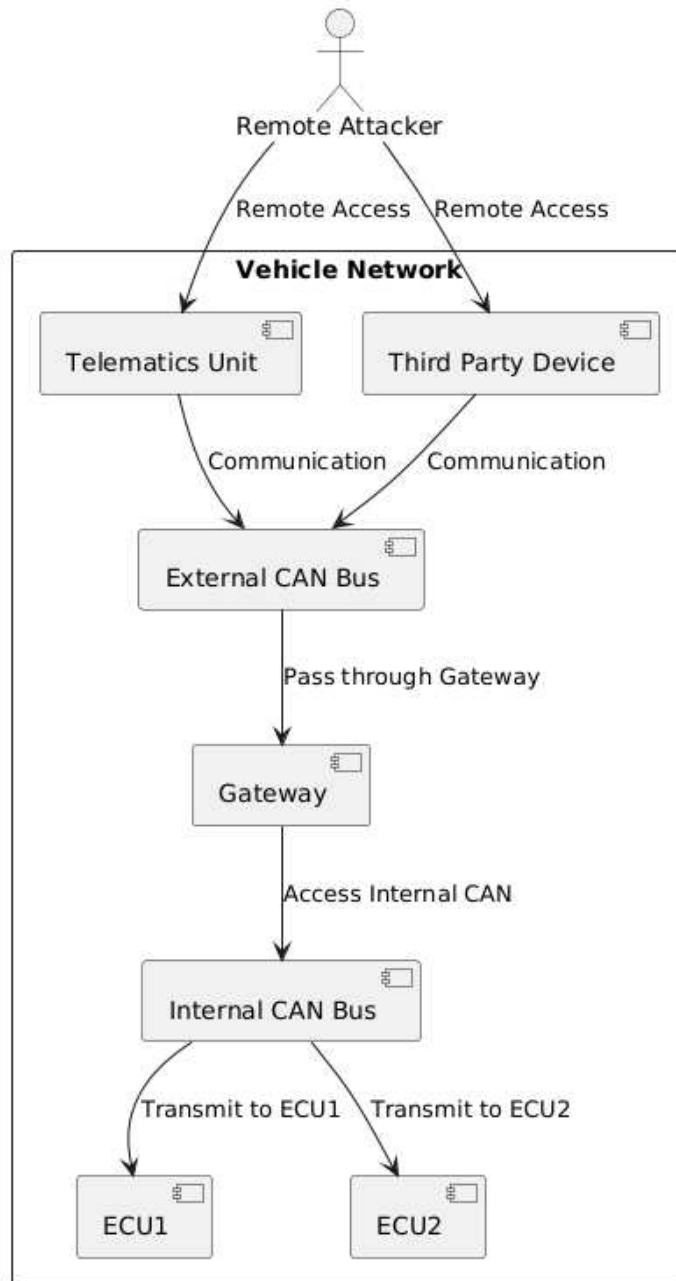 Remote Attacker
Remote Access
Remote Access
Vehicle Network
Telematics Unit
Third Party Device
Communication
Communication
External CAN Bus
Pass through Gateway
Gateway
Access Internal CAN
Internal CAN Bus
Transmit to ECU1
Transmit to ECU2
ECU1
ECU2